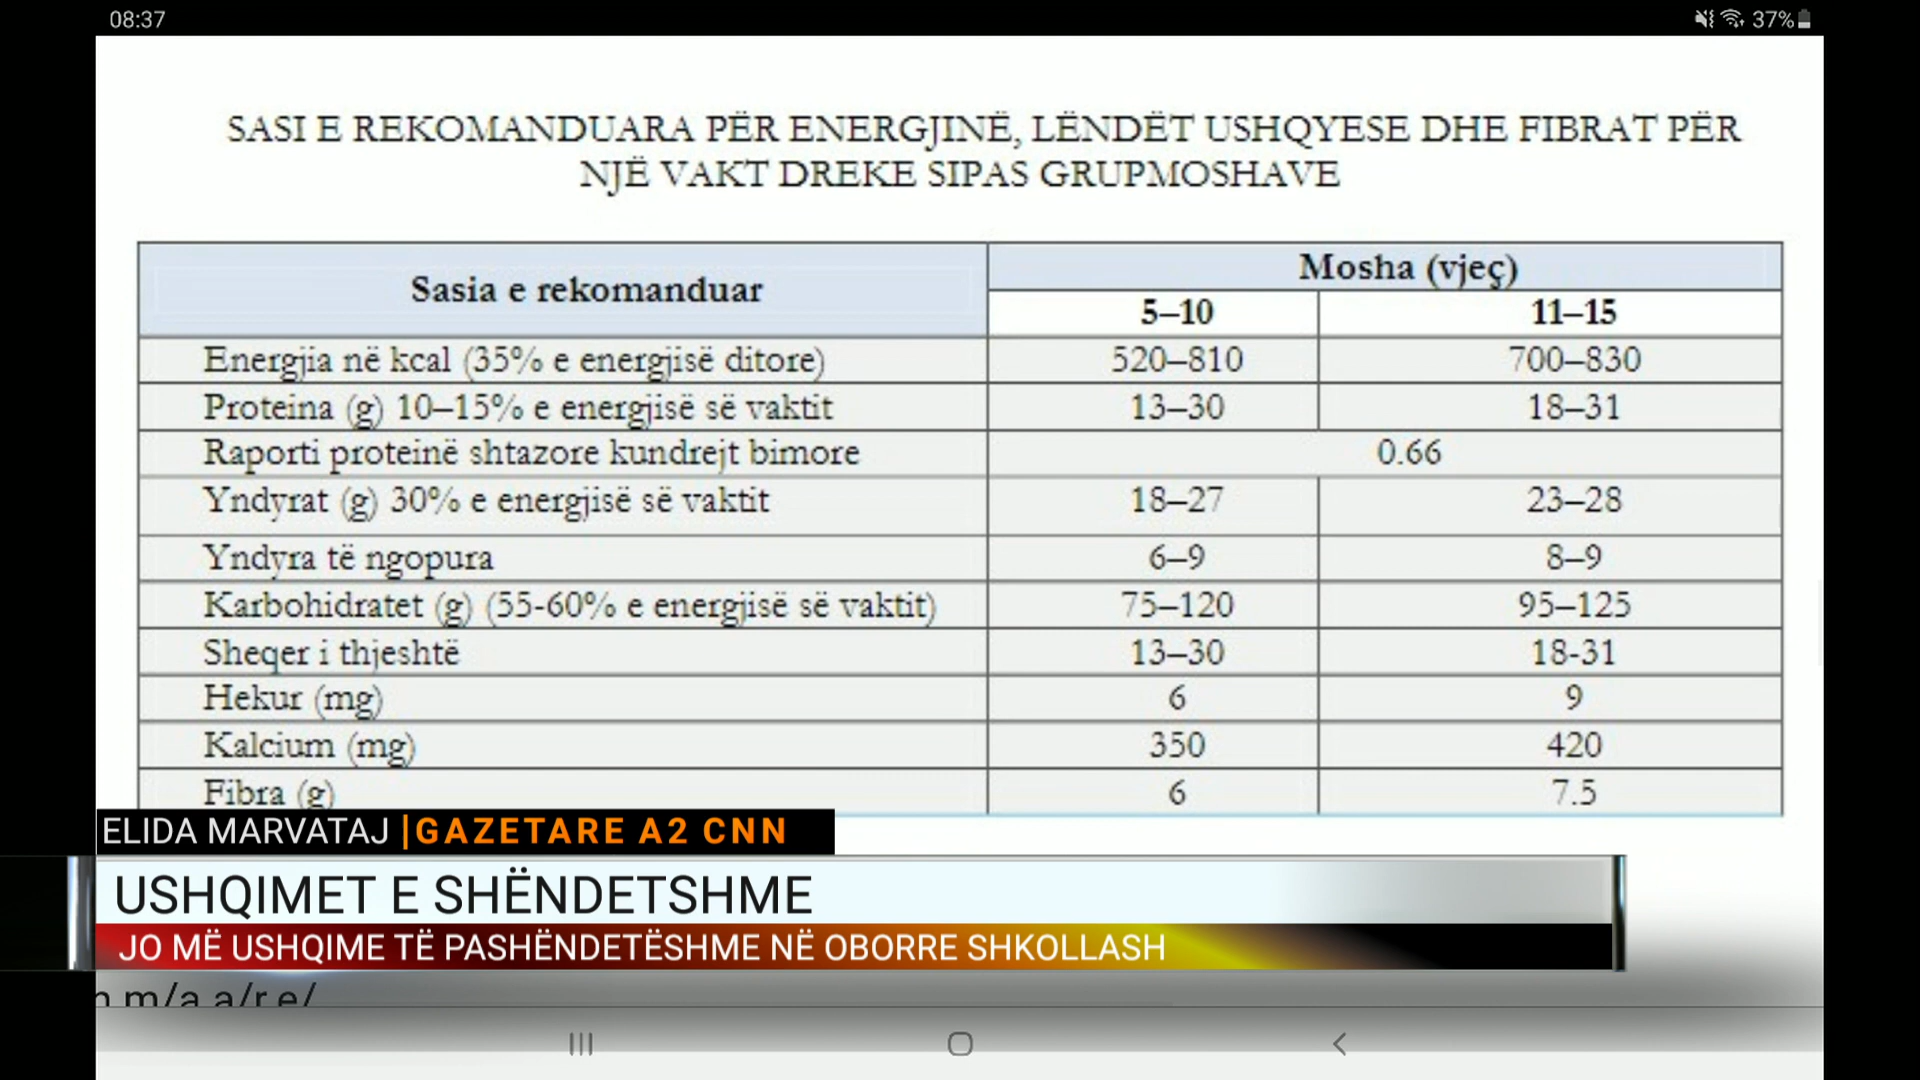 08:37
37%
SASI E REKOMANDUARA PËR ENERGJINË, LËNDËT USHQYESE DHE FIBRAT PËR
NJË VAKT DREKE SIPAS GRUPMOSHAVE
Sasia e rekomanduar
Mosha (vjeç)
5–10 11–15
Energjia në kcal (35% e energjisë ditore) 520–810 700–830
Proteina (g) 10–15% e energjisë së vaktit 13–30 18–31
Raporti proteinë shtazore kundrejt bimore 0.66
Yndyrat (g) 30% e energjisë së vaktit 18–27 23–28
Yndyra të ngopura 6–9 8–9
Karbohidratet (g) (55-60% e energjisë së vaktit) 75–120 95–125
Sheqer i thjeshtë 13–30 18-31
Hekur (mg) 6 9
Kalcium (mg) 350 420
Fibra (g) 6 7.5
ELIDA MARVATAJ |GAZETARE A2 CNN
USHQIMET E SHËNDETSHME
JO MË USHQIME TË PASHËNDETËSHME NË OBORRE SHKOLLASH